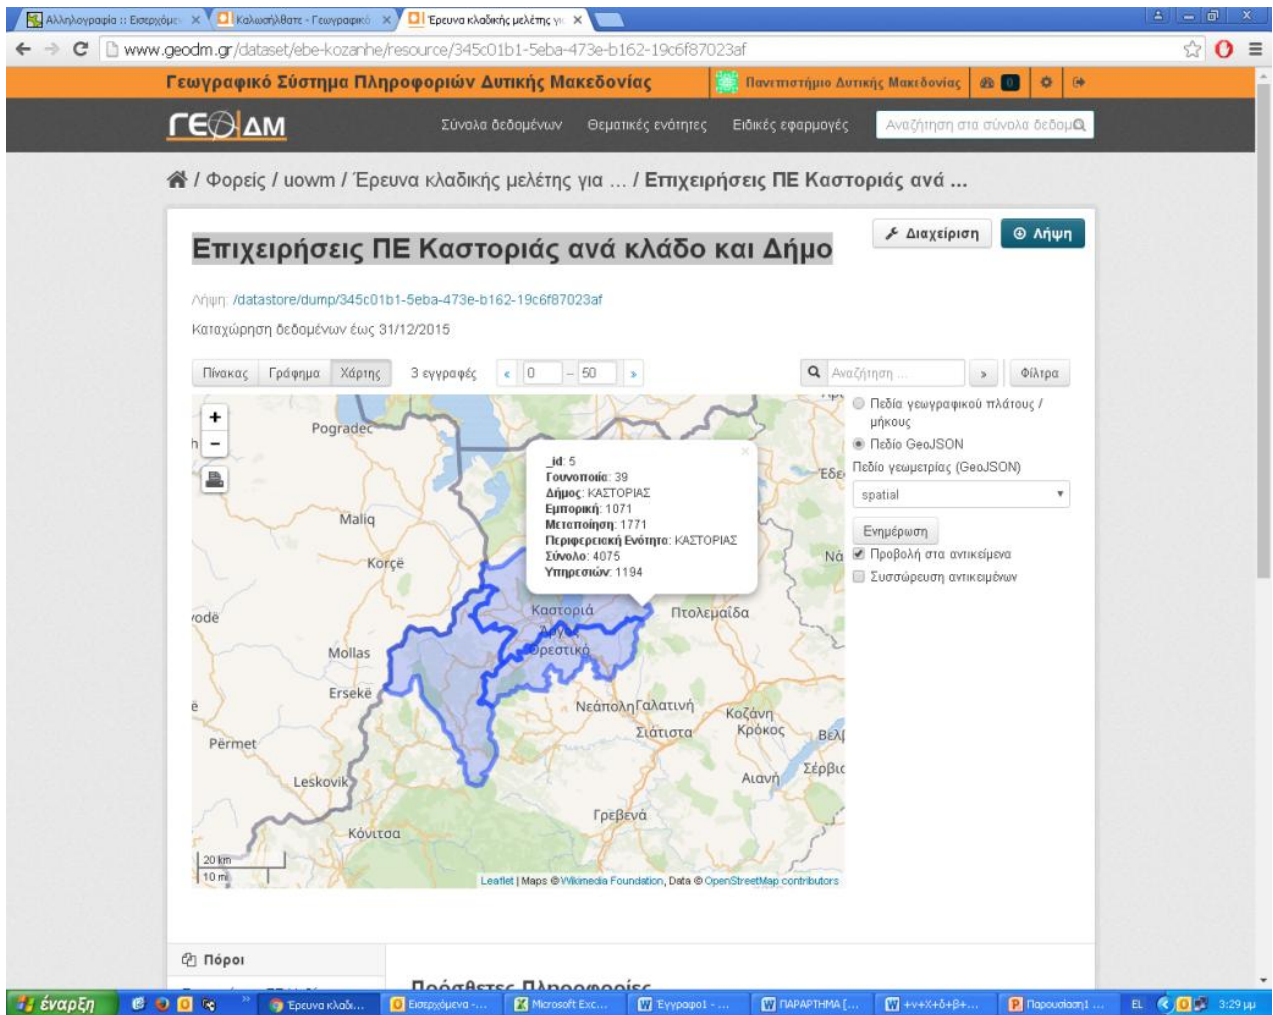 Αλληλογραφία :: Εισερχόμε
Καλωσήλθατε - Γεωγραφικό
Έρευνα κλαδικής μελέτης γι
www.geodm.gr/dataset/ebe-kozanhe/resource/345c01b1-5eba-473e-b162-19c6f87023af
Γεωγραφικό Σύστημα Πληροφοριών Δυτικής Μακεδονίας
Πανεπιστήμιο Δυτικής Μακεδονίας
0
ΓΕΩΔΜ
Σύνολα δεδομένων Θεματικές ενότητες Ειδικές εφαρμογές
Αναζήτηση στα σύνολα δεδομ
/ Φορείς / uowm / Έρευνα κλαδικής μελέτης για ... / Επιχειρήσεις ΠΕ Καστοριάς ανά ...
Διαχείριση
Λήψη
Επιχειρήσεις ΠΕ Καστοριάς ανά κλάδο και Δήμο
Λήψη: /datastore/dump/345c01b1-5eba-473e-b162-19c6f87023af
Καταχώρηση δεδομένων έως 31/12/2015
Πίνακας Γράφημα Χάρτης 3 εγγραφές « 0 – 50 »
Αναζήτηση ... » Φίλτρα
+
−
Pogradec
Maliq
Korçë
vodë
Mollas
Ersekë
Përmet
Leskovik
Κόνιτσα
_id: 5
Γουνοποιία: 39
Δήμος: ΚΑΣΤΟΡΙΑΣ
Εμπορική: 1071
Μεταποίηση: 1771
Περιφερειακή Ενότητα: ΚΑΣΤΟΡΙΑΣ
Σύνολο: 4075
Υπηρεσιών: 1194
Έδε
Νά
Καστοριά
Άργος
Ορεστικό
Πτολεμαΐδα
Νεάπολη
Γαλατινή
Σιάτιστα
Κοζάνη
Κρόκος
Βελβ
Σέρβια
Αιανή
Γρεβενά
20 km
10 mi
Leaflet | Maps © Wikimedia Foundation, Data © OpenStreetMap contributors
Πεδία γεωγραφικού πλάτους /
μήκους
Πεδίο GeoJSON
Πεδίο γεωμετρίας (GeoJSON)
spatial
Ενημέρωση
Προβολή στα αντικείμενα
Συσσώρευση αντικειμένων
Πόροι
Πρόσθετες Πληροφορίες
έναρξη
Έρευνα κλαδι...
Εισερχόμενα -...
Microsoft Exc...
Έγγραφο1 - ...
ΠΑΡΑΡΤΗΜΑ [...
+ν+Χ+δ+β+...
Παρουσίαση1 ...
EL
3:29 μμ